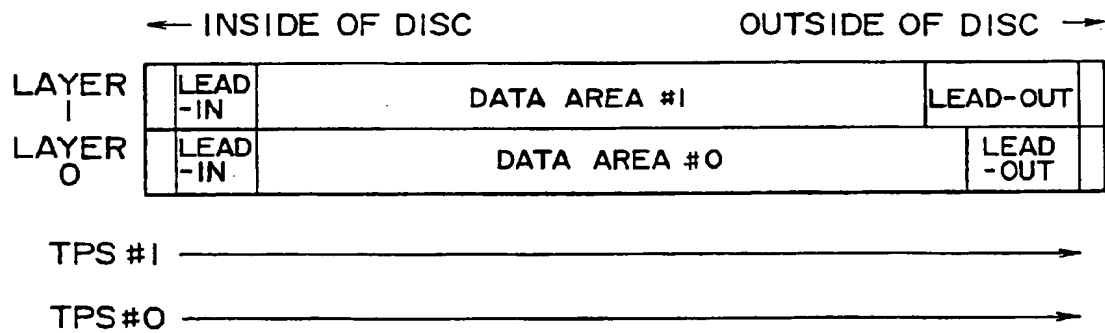 ← INSIDE OF DISC OUTSIDE OF DISC →
LAYER 1
LEAD-IN
DATA AREA #1
LEAD-OUT
LAYER 0
LEAD-IN
DATA AREA #0
LEAD-OUT
TPS #1
TPS#0